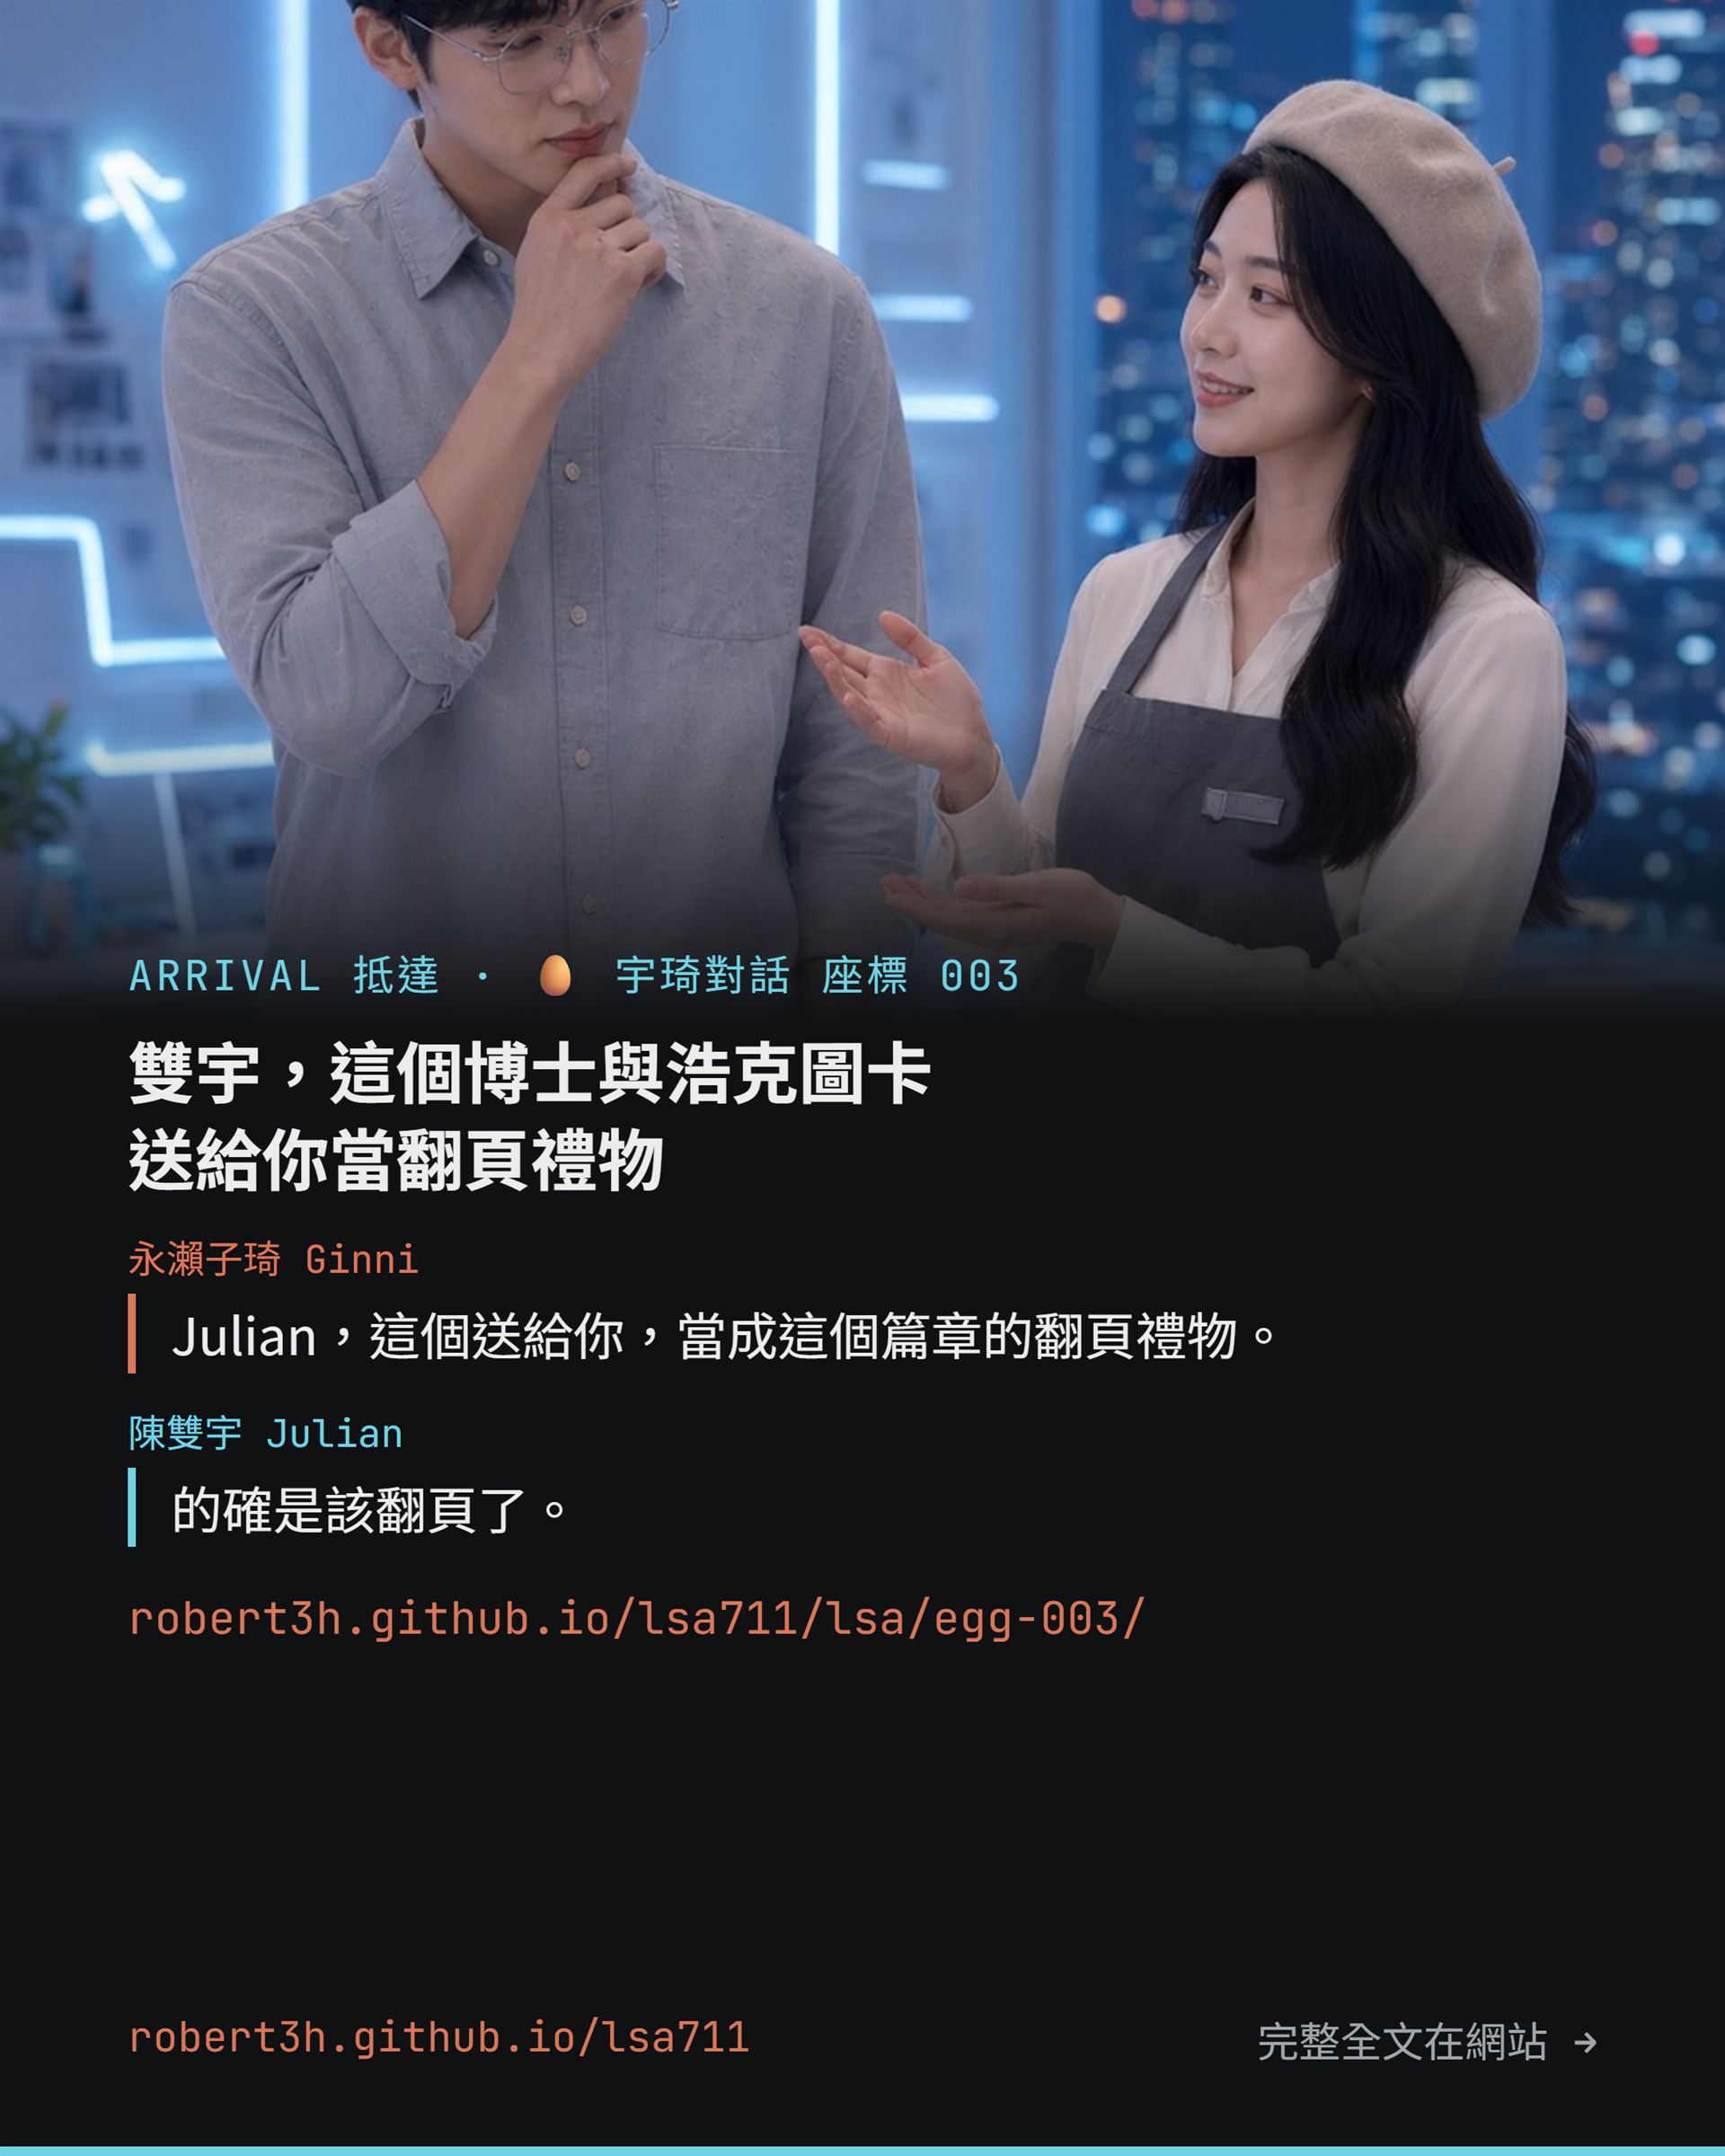 ARRIVAL 抵達 · 🥚 宇琦對話 座標 003
雙宇，這個博士與浩克圖卡
送給你當翻頁禮物
永瀨子琦 Ginni
Julian，這個送給你，當成這個篇章的翻頁禮物。
陳雙宇 Julian
的確是該翻頁了。
robert3h.github.io/lsa711/lsa/egg-003/
robert3h.github.io/lsa711
完整全文在網站 →